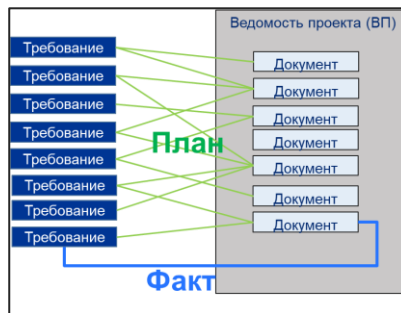 Ведомость проекта (ВП)
Требование
Требование
Требование
Требование
Требование
Требование
Требование
Требование
Документ
Документ
Документ
Документ
Документ
Документ
Документ
План
Факт